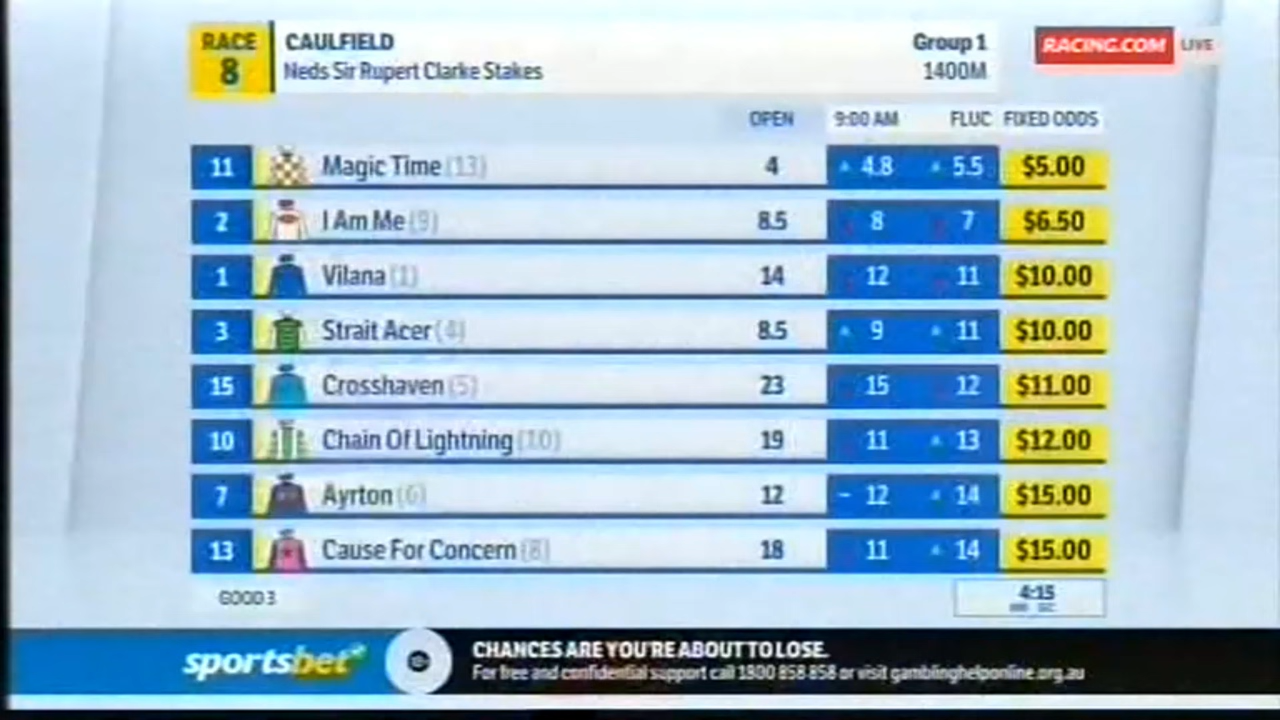 RACE 8
CAULFIELD
Group 1
Neds Sir Rupert Clarke Stakes
1400M
RACING.COM LIVE
OPEN 9:00 AM FLUC FIXED ODDS
11 Magic Time (13) 4 4.8 5.5 $5.00
2 I Am Me (9) 8.5 8 7 $6.50
1 Vilana (1) 14 12 11 $10.00
3 Strait Acer (4) 8.5 9 11 $10.00
15 Crosshaven (5) 23 15 12 $11.00
10 Chain Of Lightning (10) 19 11 13 $12.00
7 Ayrton (6) 12 - 12 14 $15.00
13 Cause For Concern (8) 18 11 14 $15.00
GOOD 3
4:15
sportsbet
CHANCES ARE YOU'RE ABOUT TO LOSE.
For free and confidential support call 1800 858 858 or visit gamblinghelponline.org.au